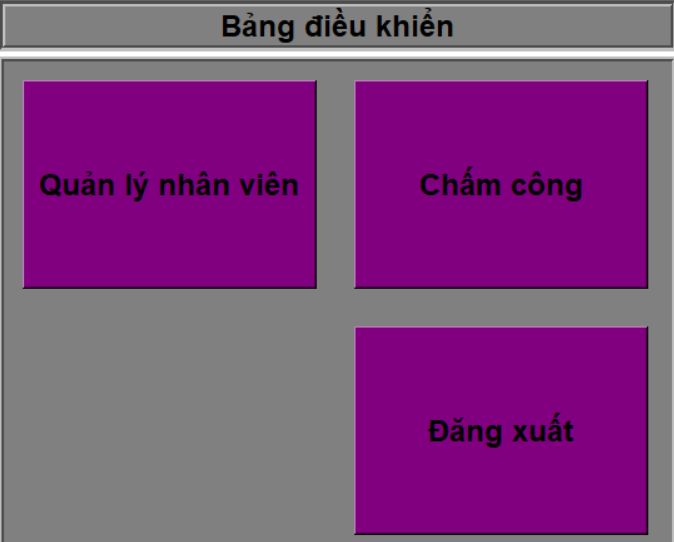 Bảng điều khiển
Quản lý nhân viên
Chấm công
Đăng xuất